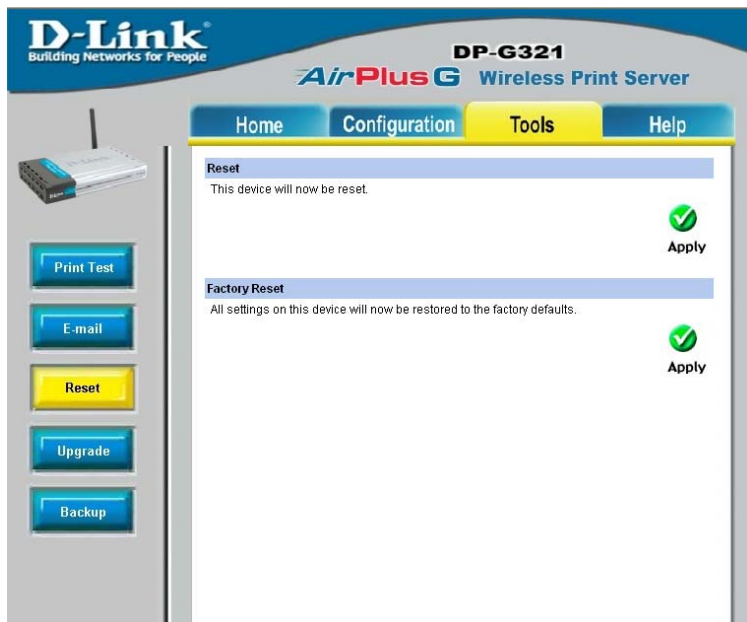 D-Link
Building Networks for People
DP-G321
AirPlus G Wireless Print Server
Home Configuration Tools Help
Reset
This device will now be reset.
Apply
Factory Reset
All settings on this device will now be restored to the factory defaults.
Apply
Print Test
E-mail
Reset
Upgrade
Backup
D-Link